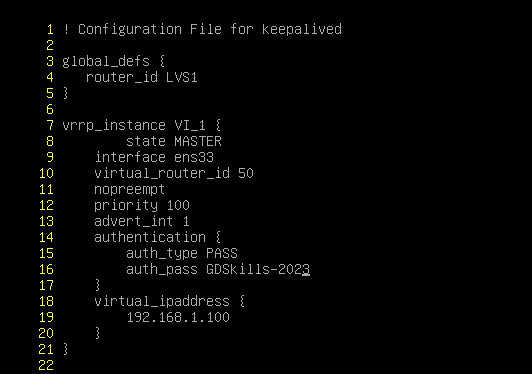 1 ! Configuration File for keepalived
2
3 global_defs {
4    router_id LVS1
5 }
6
7 vrrp_instance VI_1 {
8         state MASTER
9     interface ens33
10     virtual_router_id 50
11     nopreempt
12     priority 100
13     advert_int 1
14     authentication {
15         auth_type PASS
16         auth_pass GDSkills-2023
17     }
18     virtual_ipaddress {
19         192.168.1.100
20     }
21 }
22